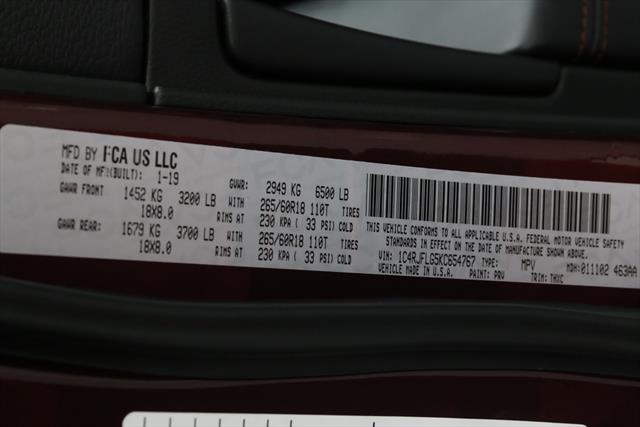 MFD BY FCA US LLC
DATE OF MFR(BUILT): 1-19 GVWR: 2949 KG 6500 LB
GAWR FRONT 1452 KG 3200 LB WITH 265/60R18 110T TIRES
18X8.0 RIMS AT 230 KPA ( 33 PSI) COLD
GAWR REAR: 1679 KG 3700 LB WITH 265/60R18 110T TIRES
18X8.0 RIMS AT 230 KPA ( 33 PSI) COLD
THIS VEHICLE CONFORMS TO ALL APPLICABLE U.S.A. FEDERAL MOTOR VEHICLE SAFETY
STANDARDS IN EFFECT ON THE DATE OF MANUFACTURE SHOWN ABOVE.
VIN: 1C4RJFLG5KC654767 TYPE: MPV MDH: 011102 463AA
VEHICLE MADE IN U.S.A. PAINT: PRV TRIM: THXC